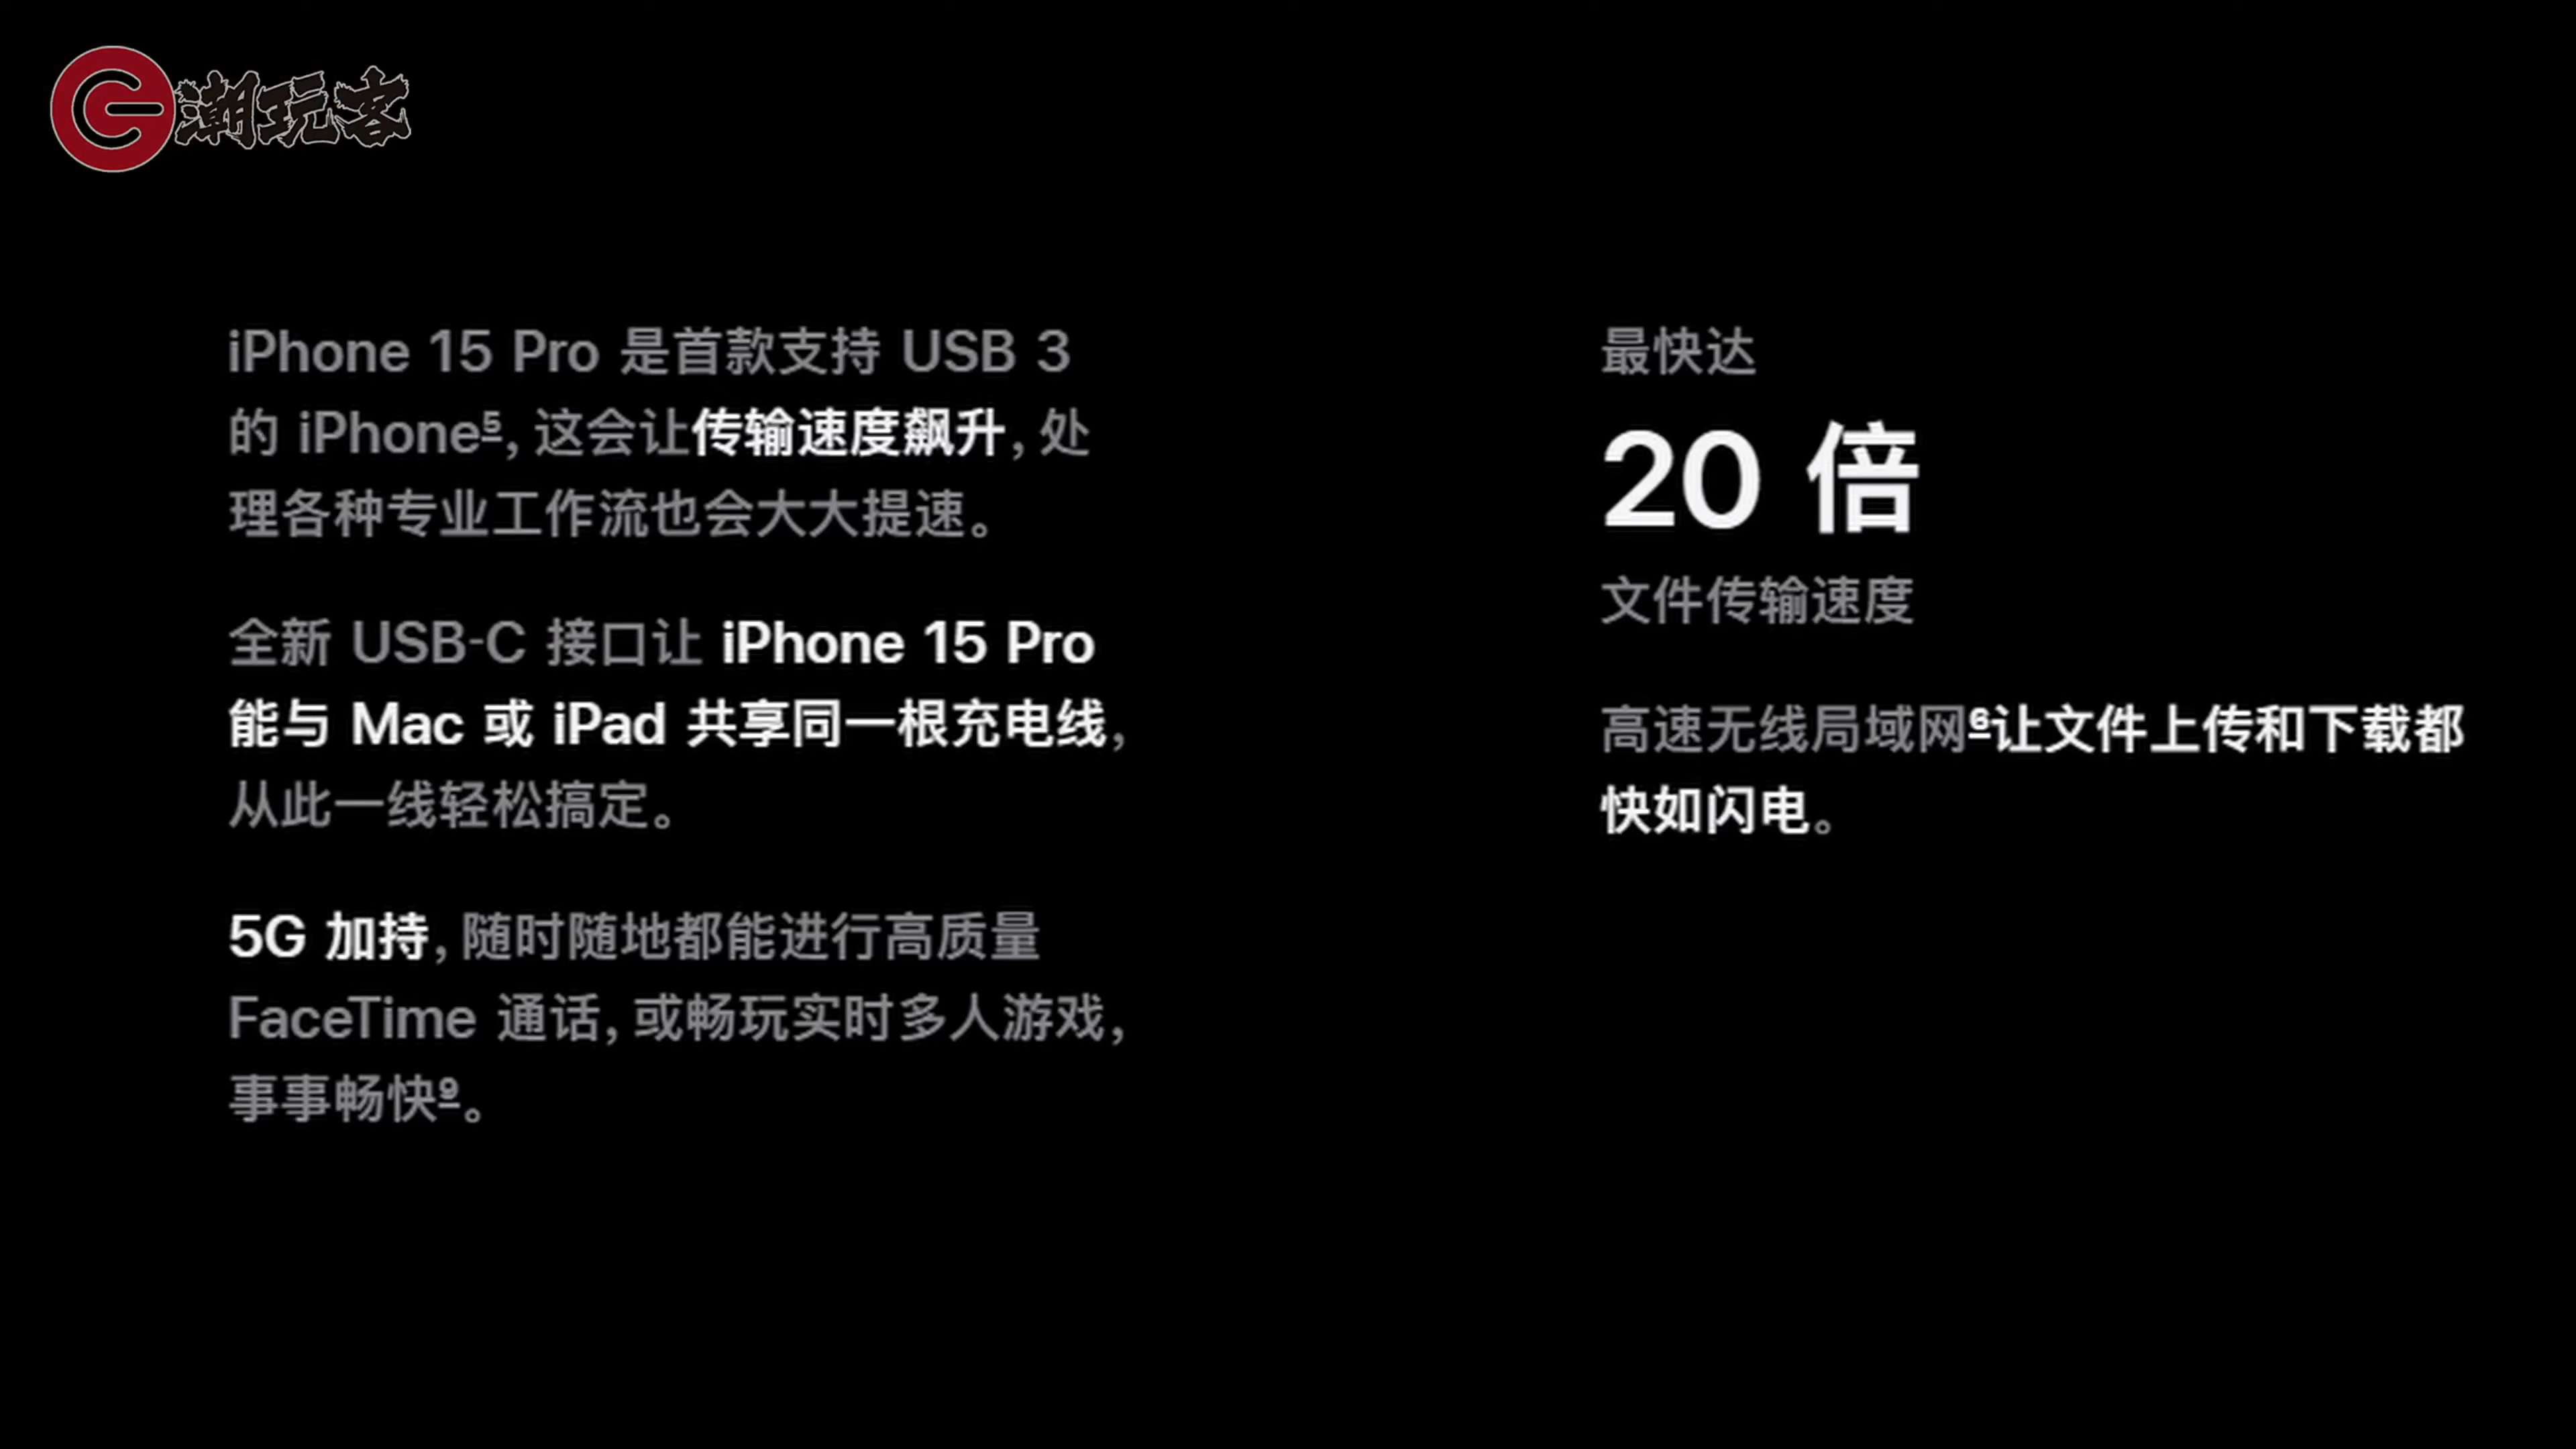 潮玩客
iPhone 15 Pro 是首款支持 USB 3
的 iPhone⁵，这会让传输速度飙升，处
理各种专业工作流也会大大提速。
全新 USB-C 接口让 iPhone 15 Pro
能与 Mac 或 iPad 共享同一根充电线，
从此一线轻松搞定。
5G 加持，随时随地都能进行高质量
FaceTime 通话，或畅玩实时多人游戏，
事事畅快⁹。
最快达
20 倍
文件传输速度
高速无线局域网⁶让文件上传和下载都
快如闪电。